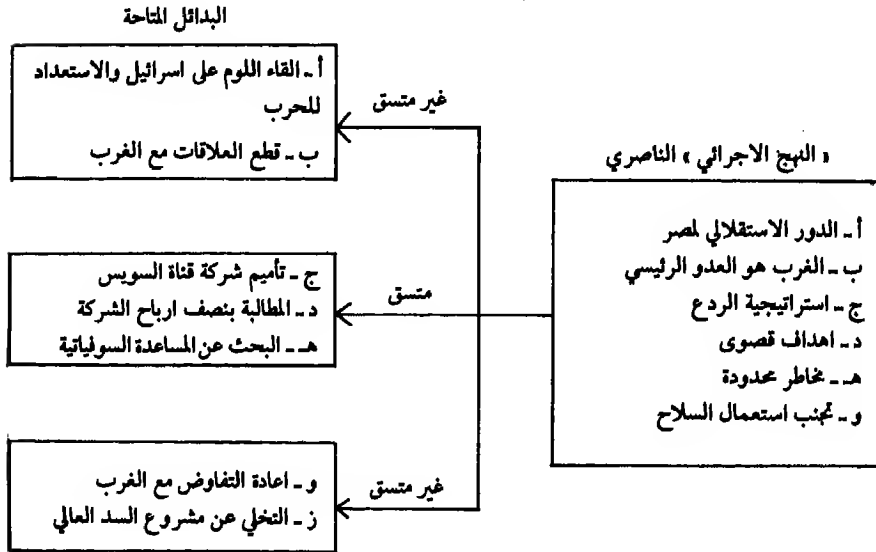 البدائل المتاحة
« النهج الاجرائي » الناصري
أ ـ الدور الاستقلالي لمصر
ب ـ الغرب هو العدو الرئيسي
ج ـ استراتيجية الردع
د ـ اهداف قصوى
هـ ـ مخاطر محدودة
و ـ تجنب استعمال السلاح
غير متسق
أ ـ القاء اللوم على اسرائيل والاستعداد
للحرب
ب ـ قطع العلاقات مع الغرب
متسق
ج ـ تأميم شركة قناة السويس
د ـ المطالبة بنصف ارباح الشركة
هـ ـ البحث عن المساعدة السوفياتية
غير متسق
و ـ اعادة التفاوض مع الغرب
ز ـ التخلي عن مشروع السد العالي